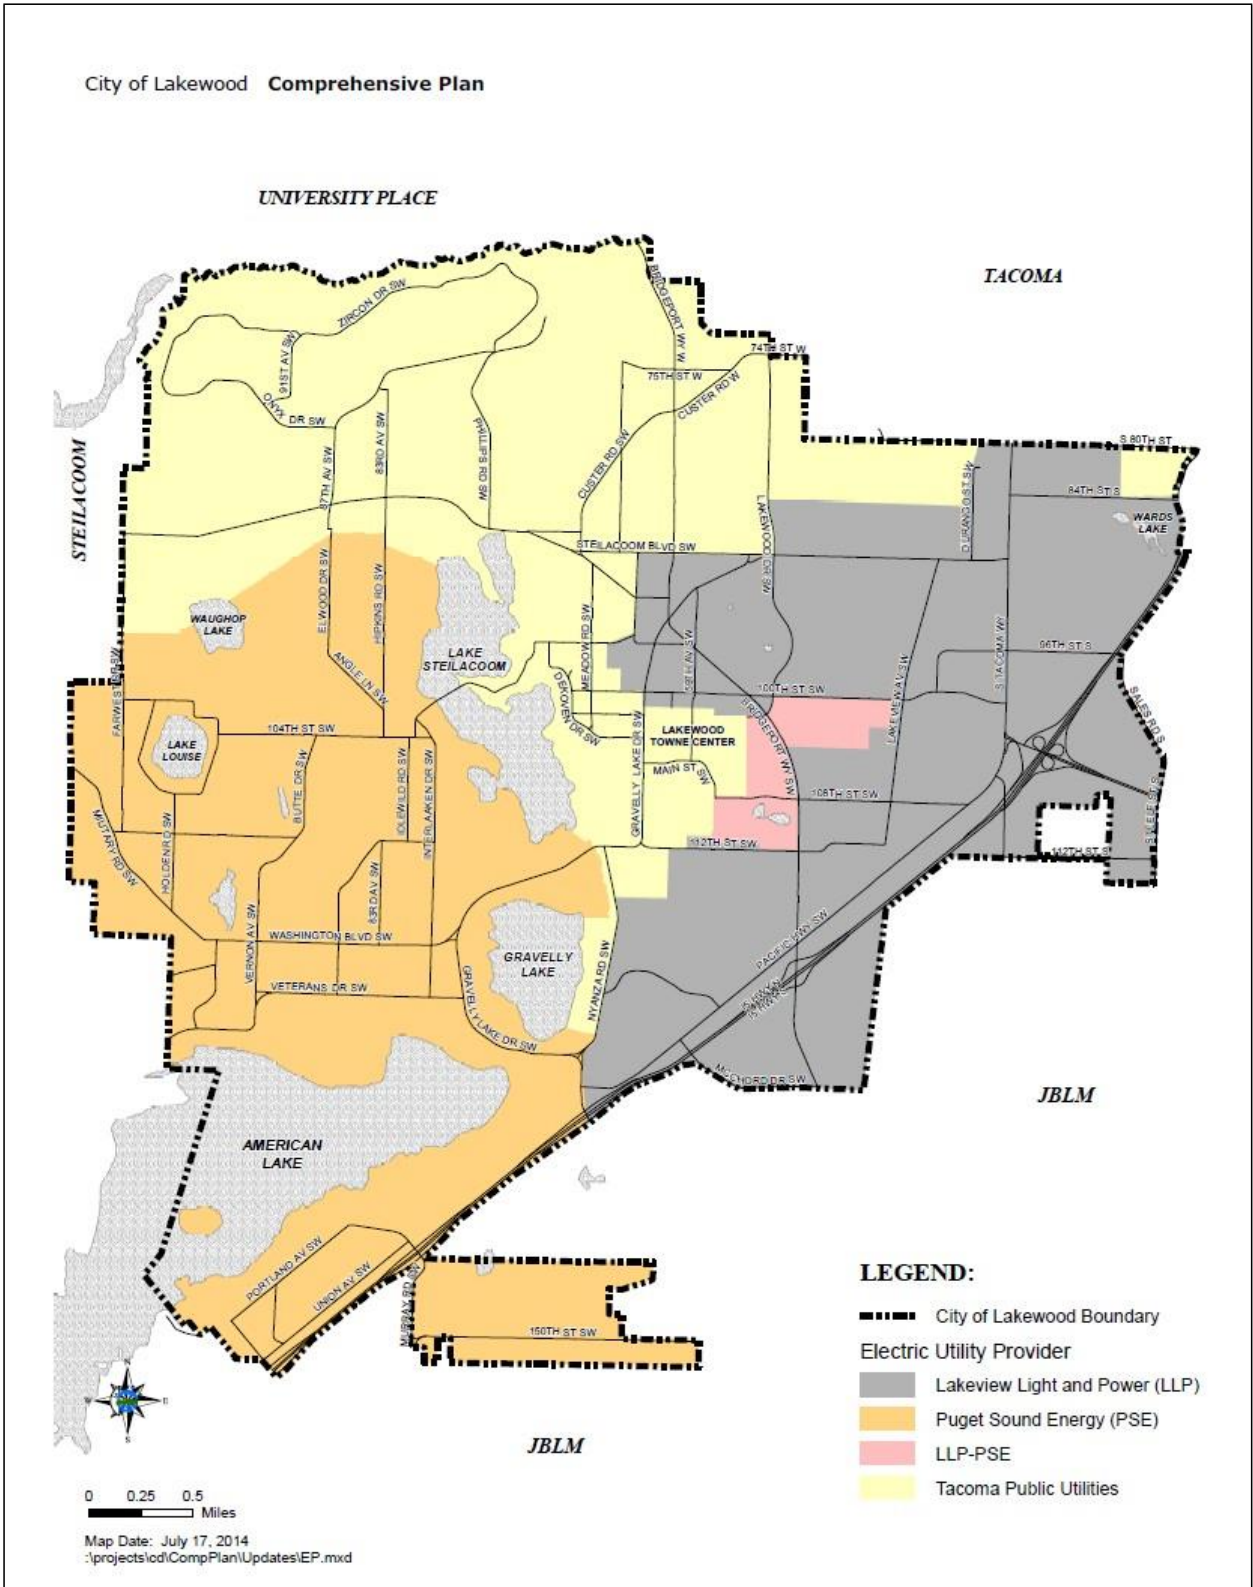 City of Lakewood Comprehensive Plan
UNIVERSITY PLACE
TACOMA
STEILACOOM
ZIRCON DR SW
BRIDGEPORT WY W
91ST AV SW
74TH ST W
75TH ST W
ONYX DR SW
CUSTER RD W
87TH AV SW
83RD AV SW
PHILLIPS RD SW
CUSTER RD SW
S 80TH ST
84TH ST S
DURANGO ST SW
LAKEWOOD DR SW
WARDS
LAKE
STEILACOOM BLVD SW
ELWOOD DR SW
HIPKINS RD SW
WAUGHOP
LAKE
LAKE
STEILACOOM
MEADOW RD SW
59TH AV SW
S TACOMA WY
96TH ST S
ANGLE LN SW
FARWEST DR SW
DEKOVEN DR SW
100TH ST SW
LAKEVIEW AV SW
SALES RD S
BRIDGEPORT WY SW
104TH ST SW
LAKE
LOUISE
LAKEWOOD
TOWNE CENTER
GRAVELLY LAKE DR SW
MAIN ST SW
108TH ST SW
BUTTE DR SW
IDLEWILD RD SW
INTERLAAKEN DR SW
STEELE ST S
MILITARY RD SW
HOLDEN RD SW
112TH ST SW
112TH ST S
83RD AV SW
VERNON AV SW
WASHINGTON BLVD SW
GRAVELLY
LAKE
PACIFIC HWY SW
NYANZA RD SW
VETERANS DR SW
GRAVELLY LAKE DR SW
MCCHORD DR SW
JBLM
AMERICAN
LAKE
PORTLAND AV SW
UNION AV SW
MURRAY RD SW
150TH ST SW
JBLM
N
W
E
S
LEGEND:
City of Lakewood Boundary
Electric Utility Provider
Lakeview Light and Power (LLP)
Puget Sound Energy (PSE)
LLP-PSE
Tacoma Public Utilities
0 0.25 0.5
Miles
Map Date: July 17, 2014
:\projects\cd\CompPlan\Updates\EP.mxd